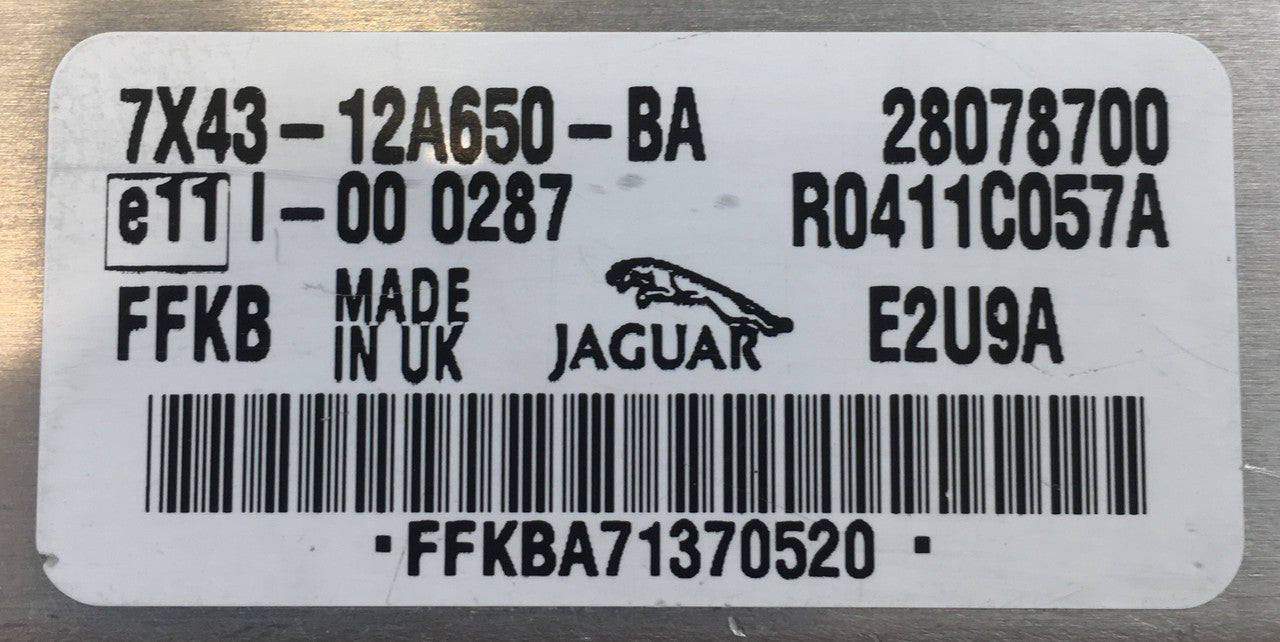 7X43-12A650-BA 28078700
e11 I-00 0287 R0411C057A
FFKB MADE IN UK JAGUAR E2U9A
·FFKBA71370520 ·